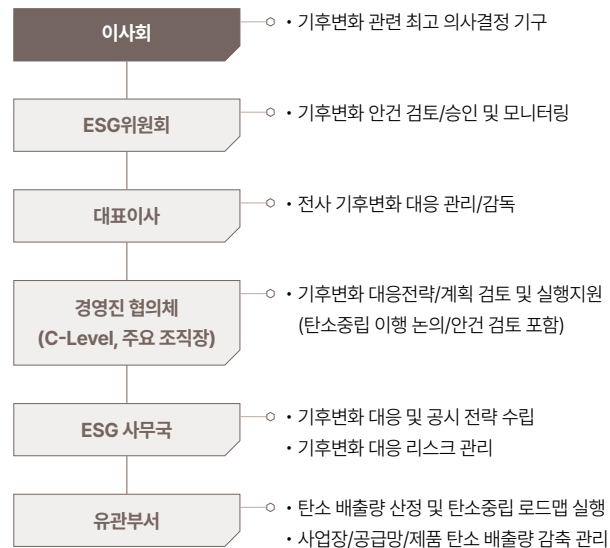 이사회
• 기후변화 관련 최고 의사결정 기구
ESG위원회
• 기후변화 안건 검토/승인 및 모니터링
대표이사
• 전사 기후변화 대응 관리/감독
경영진 협의체
(C-Level, 주요 조직장)
• 기후변화 대응전략/계획 검토 및 실행지원
(탄소중립 이행 논의/안건 검토 포함)
ESG 사무국
• 기후변화 대응 및 공시 전략 수립
• 기후변화 대응 리스크 관리
유관부서
• 탄소 배출량 산정 및 탄소중립 로드맵 실행
• 사업장/공급망/제품 탄소 배출량 감축 관리